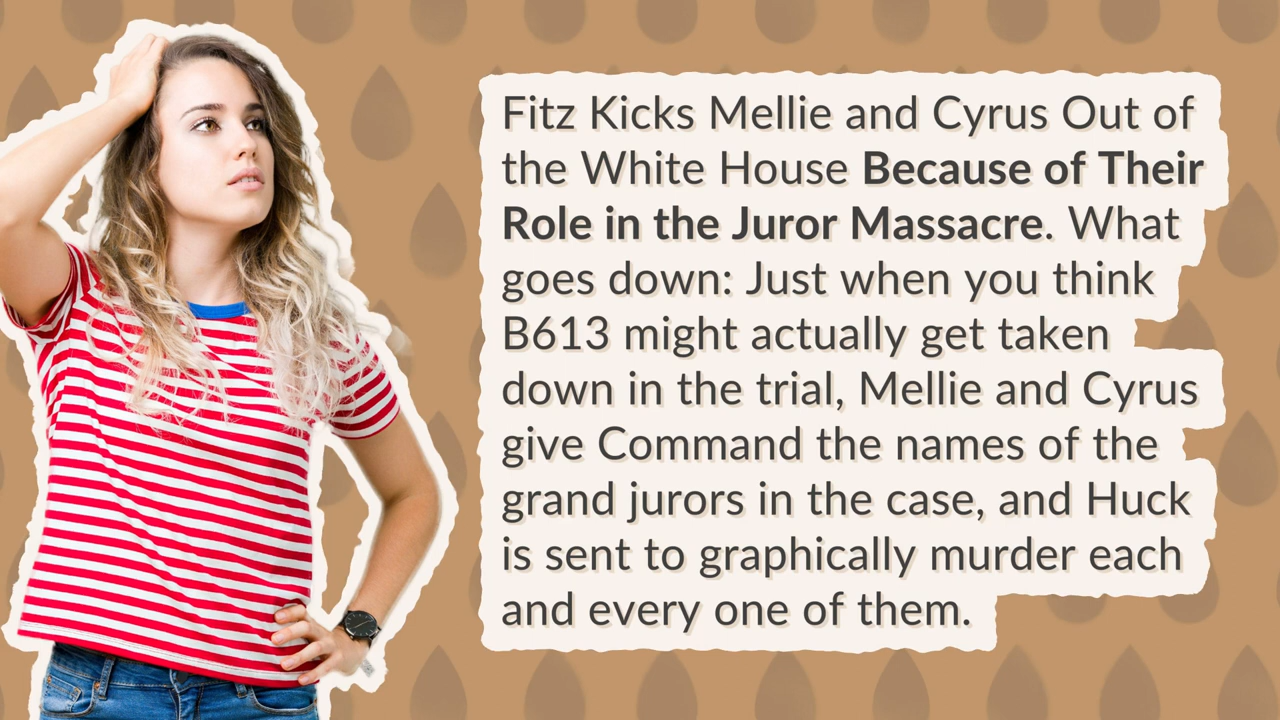 Fitz Kicks Mellie and Cyrus Out of
the White House Because of Their
Role in the Juror Massacre. What
goes down: Just when you think
B613 might actually get taken
down in the trial, Mellie and Cyrus
give Command the names of the
grand jurors in the case, and Huck
is sent to graphically murder each
and every one of them.